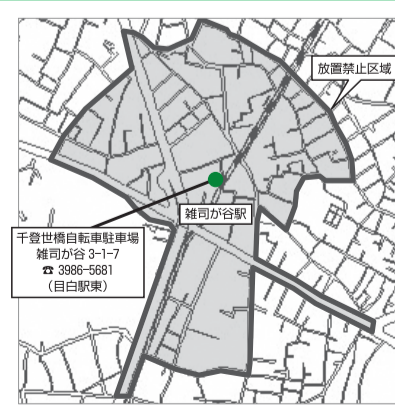 放置禁止区域
雑司が谷駅
千登世橋自転車駐車場
雑司が谷 3-1-7
☎ 3986-5681
（目白駅東）